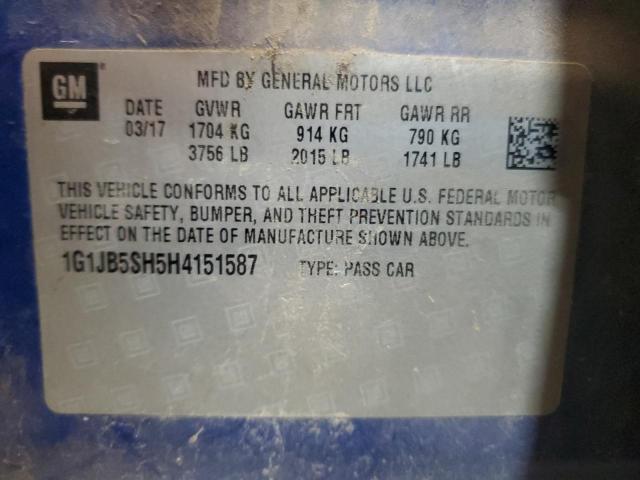 GM
MFD BY GENERAL MOTORS LLC
DATE GVWR GAWR FRT GAWR RR
03/17 1704 KG 914 KG 790 KG
3756 LB 2015 LB 1741 LB
THIS VEHICLE CONFORMS TO ALL APPLICABLE U.S. FEDERAL MOTOR
VEHICLE SAFETY, BUMPER, AND THEFT PREVENTION STANDARDS IN
EFFECT ON THE DATE OF MANUFACTURE SHOWN ABOVE.
1G1JB5SH5H4151587 TYPE: PASS CAR